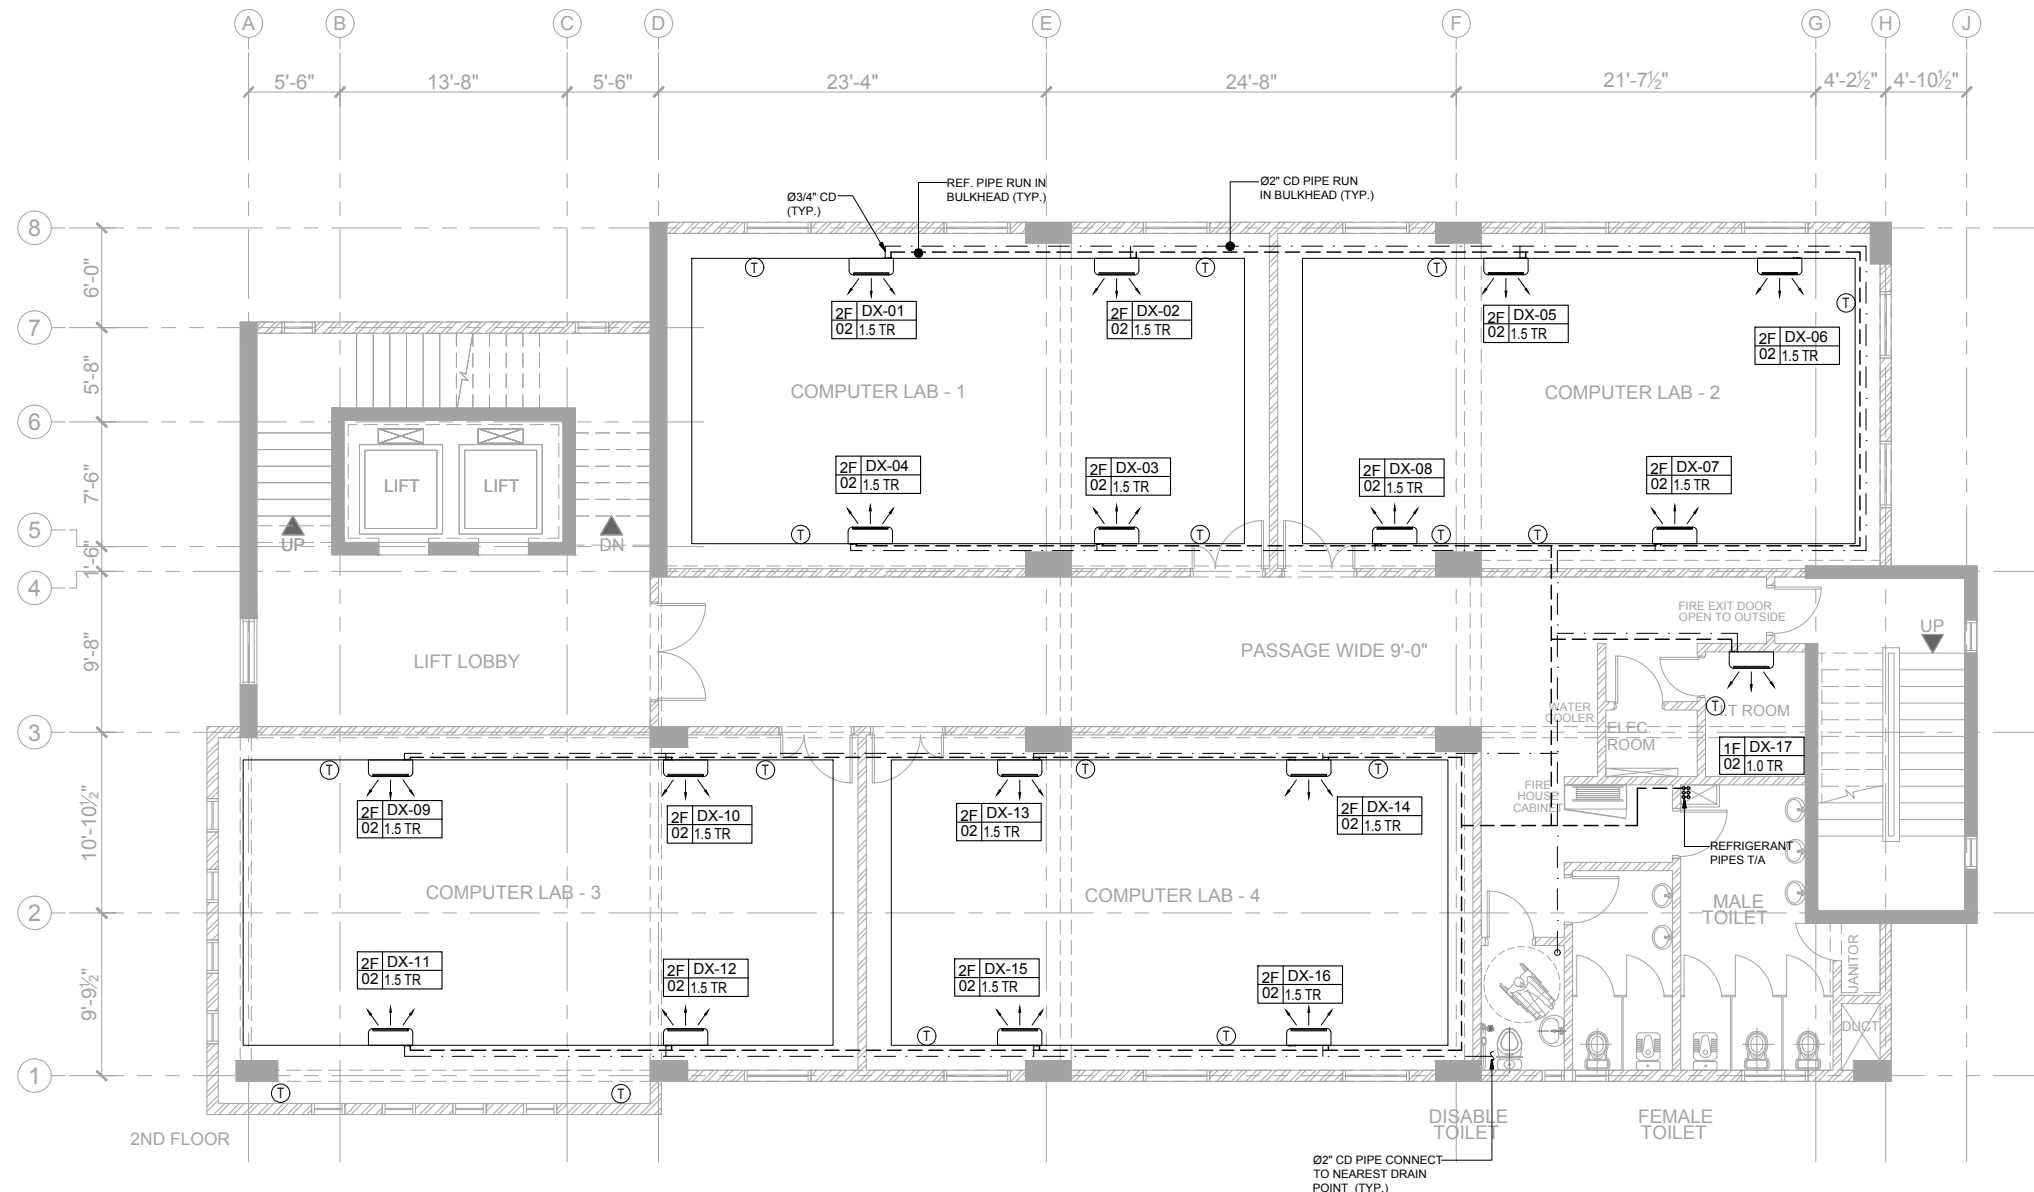 A B C D E F G H J
5'-6" 13'-8" 5'-6" 23'-4" 24'-8" 21'-7½" 4'-2½" 4'-10½"
Ø3/4" CD
(TYP.)
REF. PIPE RUN IN
BULKHEAD (TYP.)
Ø2" CD PIPE RUN
IN BULKHEAD (TYP.)
8
6'-0"
7
5'-8"
6
7'-6"
5
1'-6"
4
9'-8"
3
10'-10½"
2
9'-9½"
1
T T T T
2F DX-01
02 1.5 TR
2F DX-02
02 1.5 TR
2F DX-05
02 1.5 TR
2F DX-06
02 1.5 TR
COMPUTER LAB - 1
COMPUTER LAB - 2
2F DX-04
02 1.5 TR
2F DX-03
02 1.5 TR
2F DX-08
02 1.5 TR
2F DX-07
02 1.5 TR
T T T T
LIFT LIFT
UP DN
FIRE EXIT DOOR
OPEN TO OUTSIDE
UP
LIFT LOBBY
PASSAGE WIDE 9'-0"
WATER
COOLER
T
I.T ROOM
ELEC.
ROOM
1F DX-17
02 1.0 TR
T T T T
FIRE
HOUSE
CABINET
2F DX-09
02 1.5 TR
2F DX-10
02 1.5 TR
2F DX-13
02 1.5 TR
2F DX-14
02 1.5 TR
REFRIGERANT
PIPES T/A
COMPUTER LAB - 3
COMPUTER LAB - 4
MALE
TOILET
2F DX-11
02 1.5 TR
2F DX-12
02 1.5 TR
2F DX-15
02 1.5 TR
2F DX-16
02 1.5 TR
JANITOR
DUCT
T T
T T
2ND FLOOR
DISABLE
TOILET
FEMALE
TOILET
Ø2" CD PIPE CONNECT
TO NEAREST DRAIN
POINT (TYP.)